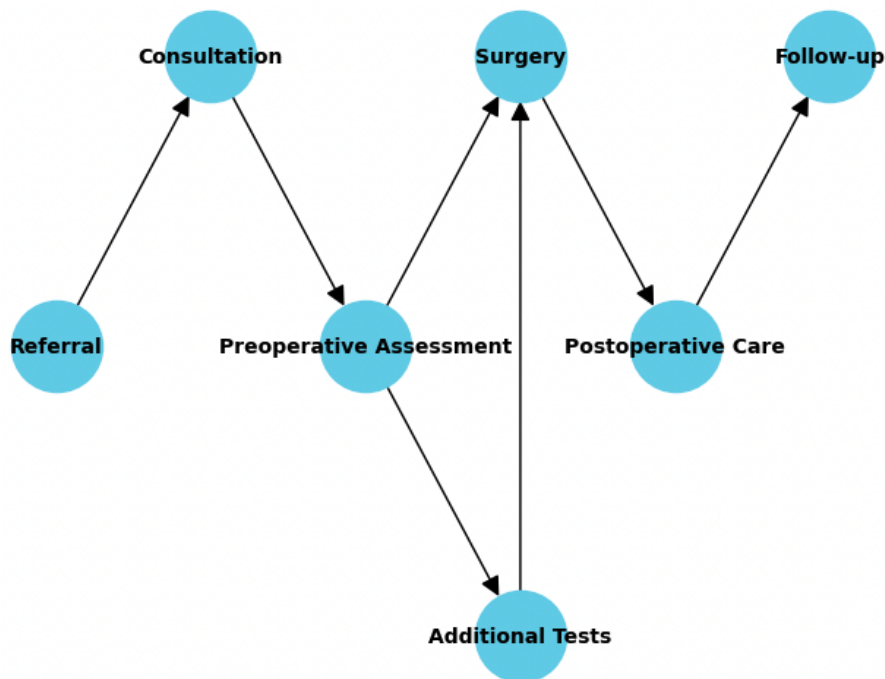 Consultation
Surgery
Follow-up
Referral
Preoperative Assessment
Postoperative Care
Additional Tests